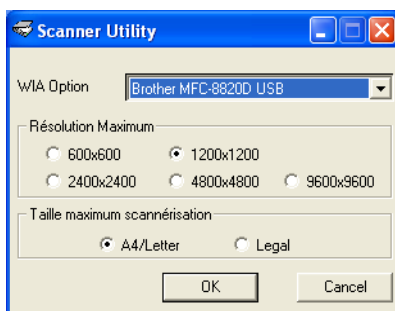 Scanner Utility
WIA Option Brother MFC-8820D USB
Résolution Maximum
600x600 1200x1200
2400x2400 4800x4800 9600x9600
Taille maximum scannérisation
A4/Letter Legal
OK Cancel